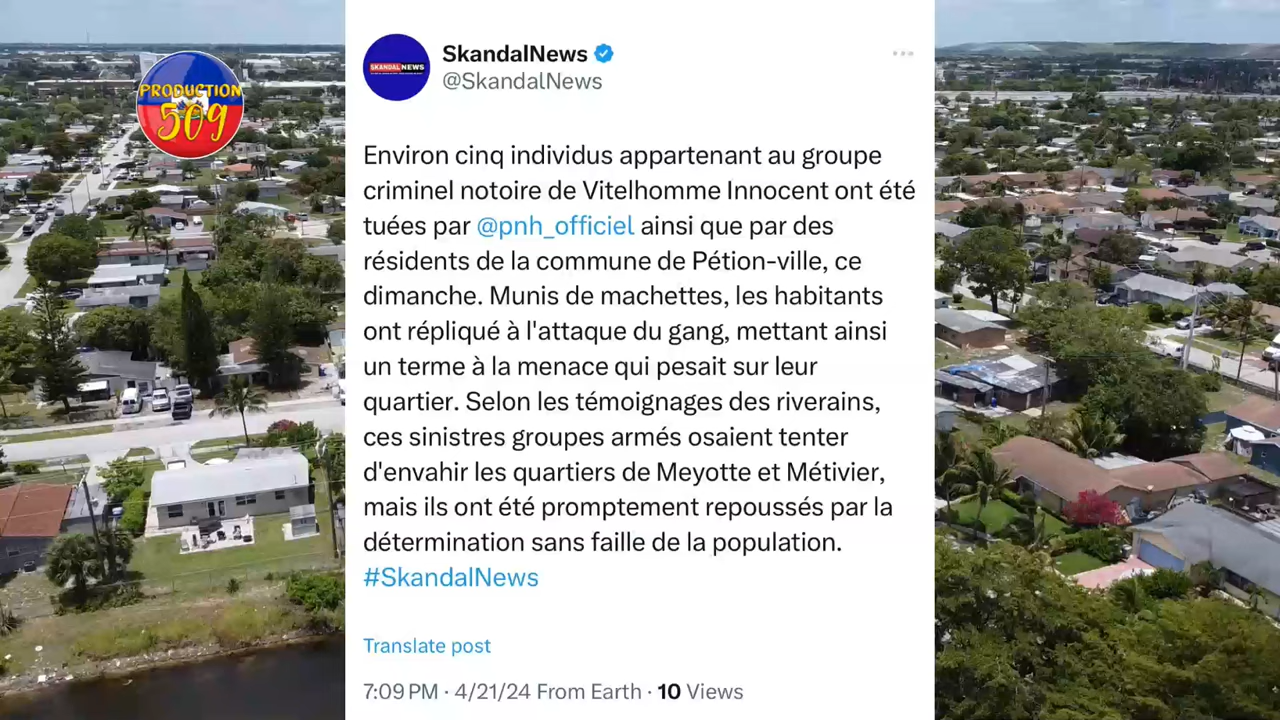 PRODUCTION
509
SKANDALNEWS
SkandalNews
@SkandalNews
Environ cinq individus appartenant au groupe
criminel notoire de Vitelhomme Innocent ont été
tuées par @pnh_officiel ainsi que par des
résidents de la commune de Pétion-ville, ce
dimanche. Munis de machettes, les habitants
ont répliqué à l'attaque du gang, mettant ainsi
un terme à la menace qui pesait sur leur
quartier. Selon les témoignages des riverains,
ces sinistres groupes armés osaient tenter
d'envahir les quartiers de Meyotte et Métivier,
mais ils ont été promptement repoussés par la
détermination sans faille de la population.
#SkandalNews
Translate post
7:09 PM · 4/21/24 From Earth · 10 Views